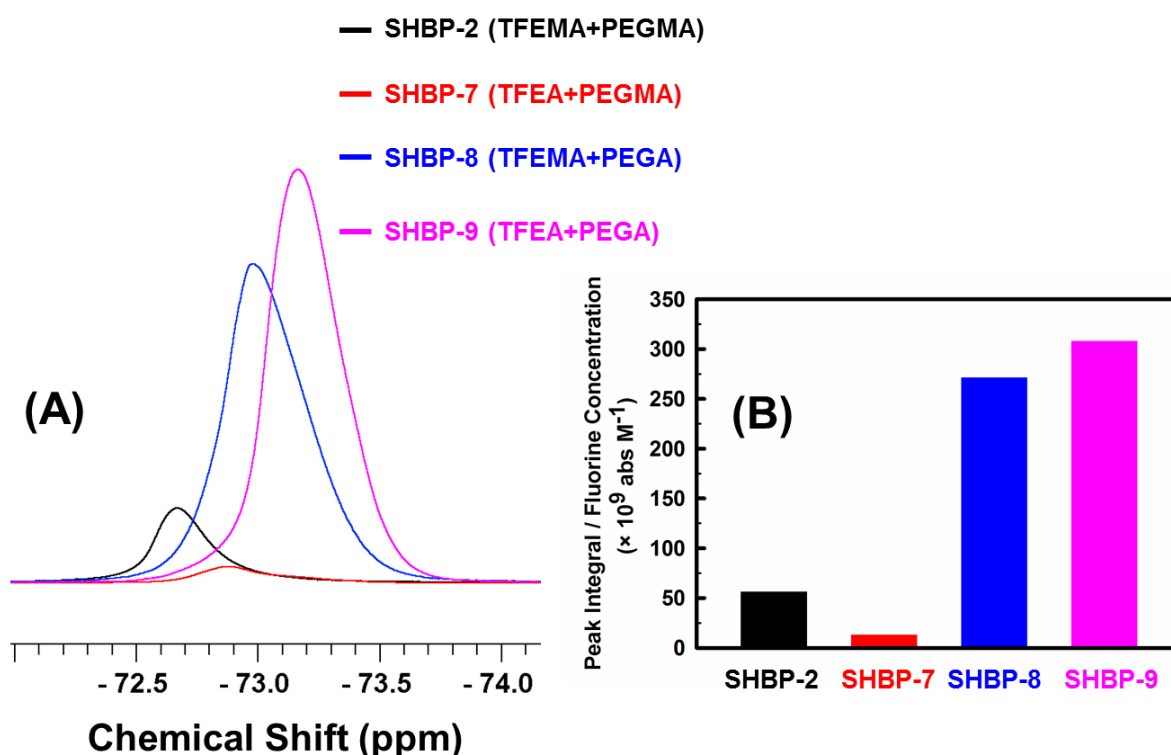 SHBP-2 (TFEMA+PEGMA)
SHBP-7 (TFEA+PEGMA)
SHBP-8 (TFEMA+PEGA)
SHBP-9 (TFEA+PEGA)
(A)
- 72.5 - 73.0 - 73.5 - 74.0
Chemical Shift (ppm)
Peak Integral / Fluorine Concentration
(× 10⁹ abs M⁻¹)
350
300
250
200
150
100
50
0
(B)
SHBP-2 SHBP-7 SHBP-8 SHBP-9